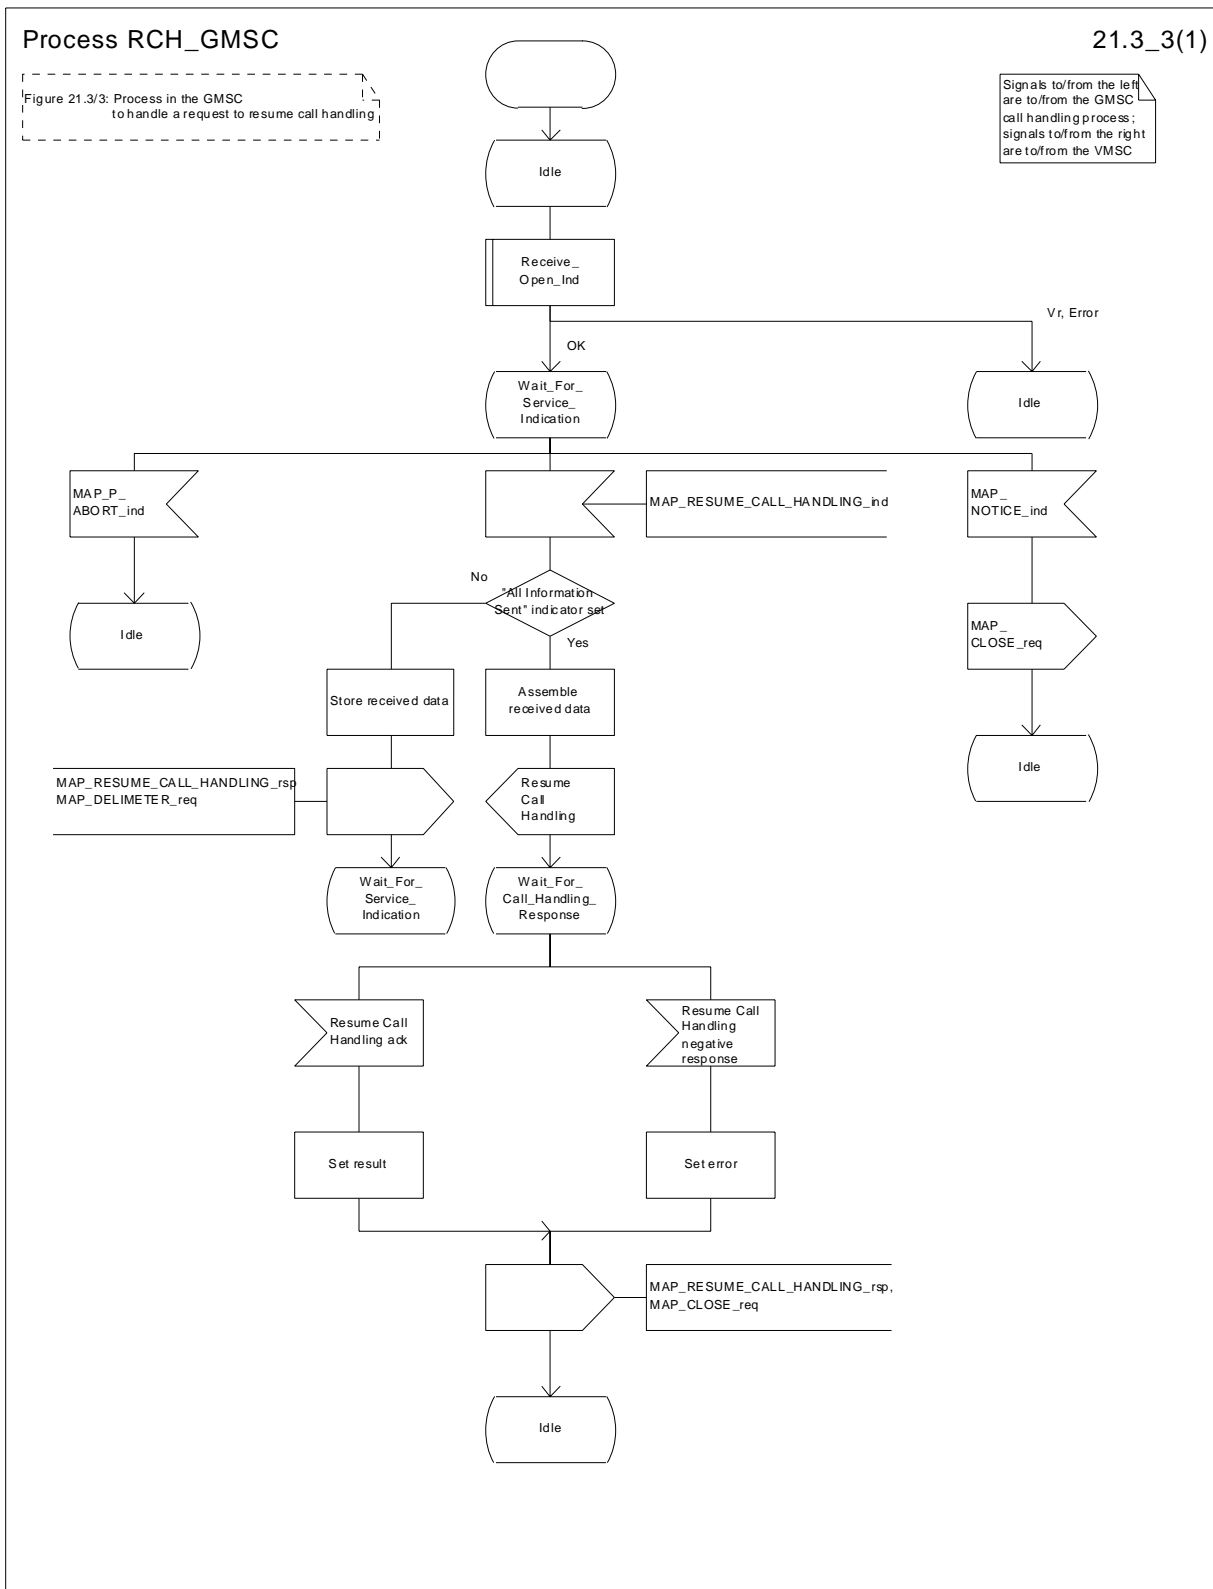 Process RCH_GMSC
21.3_3(1)
Figure 21.3/3: Process in the GMSC
to handle a request to resume call handling
Signals to/from the left
are to/from the GMSC
call handling process;
signals to/from the right
are to/from the VMSC
Idle
Receive_
Open_Ind
Vr, Error
OK
Wait_For_
Service_
Indication
Idle
MAP_P_
ABORT_ind
MAP_RESUME_CALL_HANDLING_ind
MAP_
NOTICE_ind
No
"All Information
Sent" indicator set
Yes
Idle
MAP_
CLOSE_req
Store received data
Assemble
received data
Idle
MAP_RESUME_CALL_HANDLING_rsp
MAP_DELIMETER_req
Resume
Call
Handling
Wait_For_
Service_
Indication
Wait_For_
Call_Handling_
Response
Resume Call
Handling ack
Resume Call
Handling
negative
response
Set result
Set error
MAP_RESUME_CALL_HANDLING_rsp,
MAP_CLOSE_req
Idle